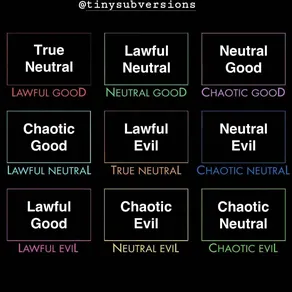 @tinysubversions
True Neutral
LAWFUL GOOD
Lawful Neutral
NEUTRAL GOOD
Neutral Good
CHAOTIC GOOD
Chaotic Good
LAWFUL NEUTRAL
Lawful Evil
TRUE NEUTRAL
Neutral Evil
CHAOTIC NEUTRAL
Lawful Good
LAWFUL EVIL
Chaotic Evil
NEUTRAL EVIL
Chaotic Neutral
CHAOTIC EVIL